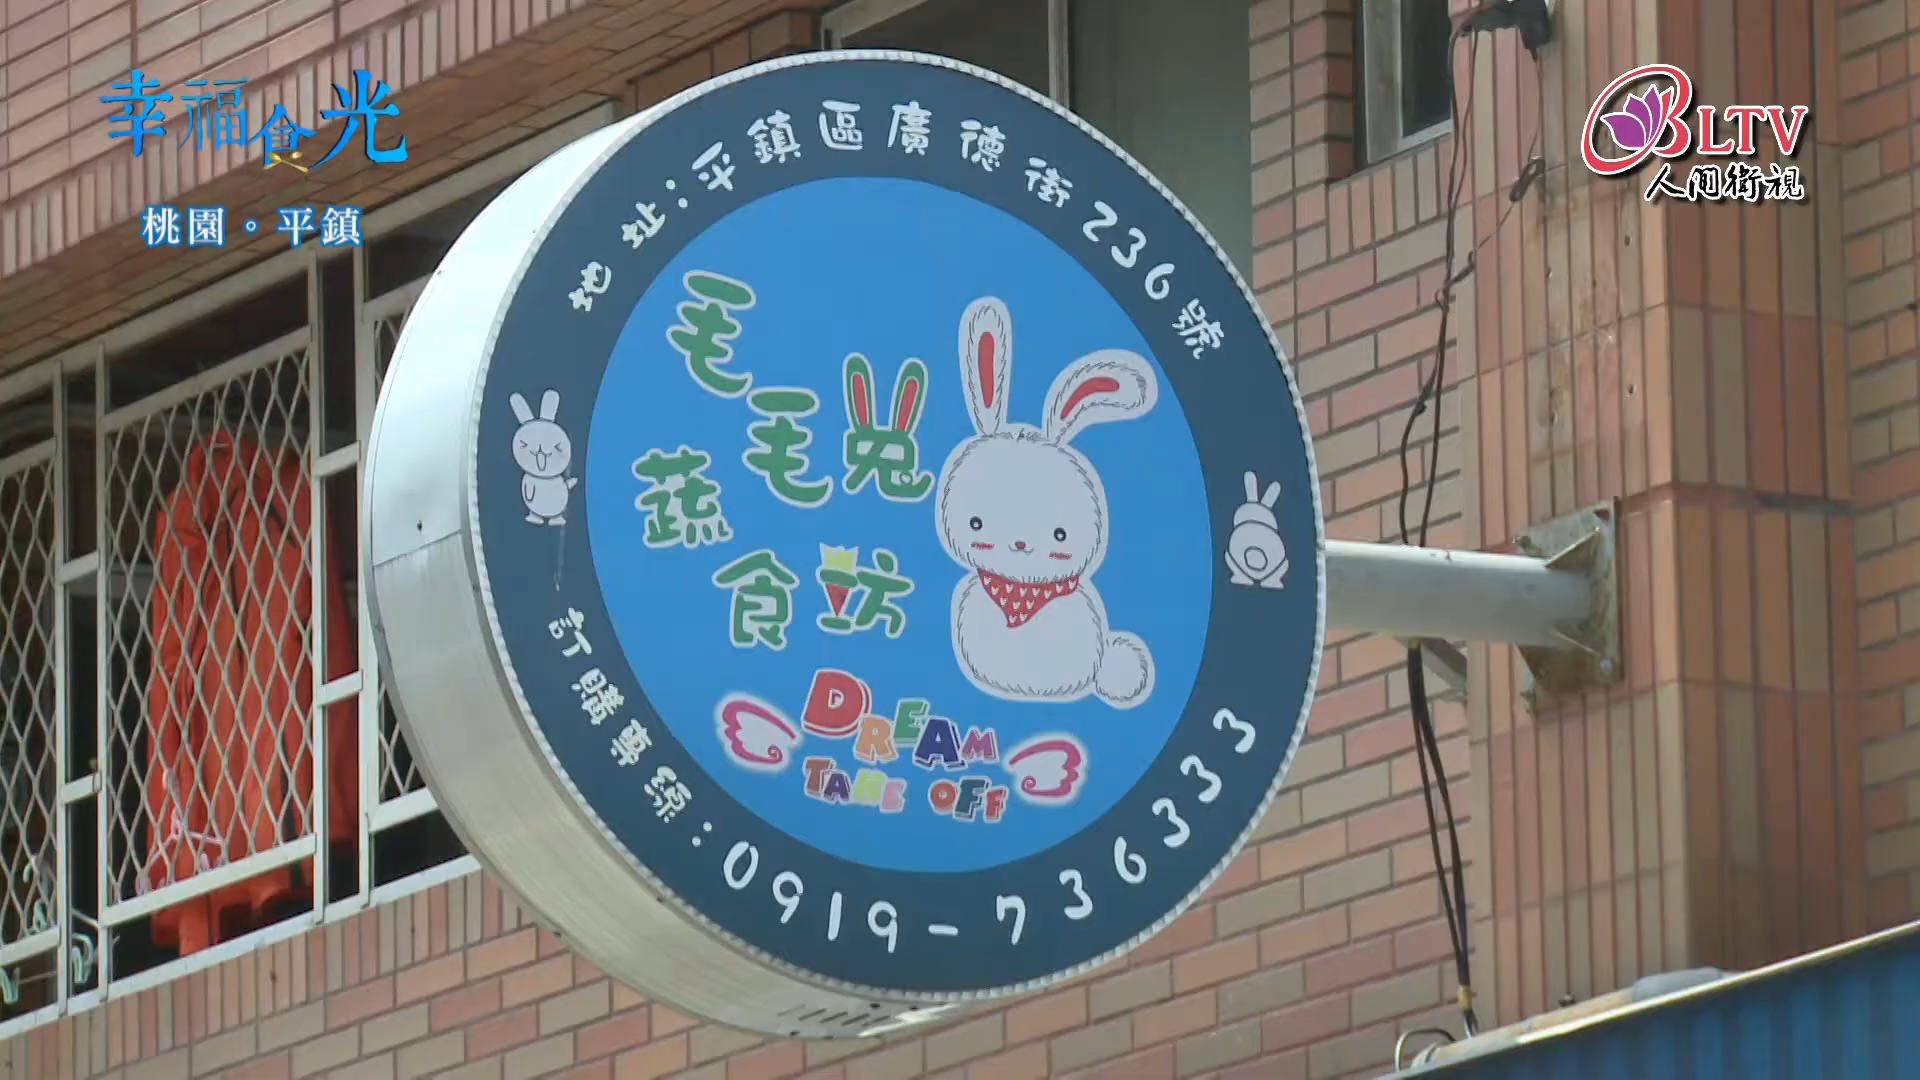 幸福食光
桃園。平鎮
BLTV
人間衛視
地址:平鎮區廣德街236號
毛毛兔
蔬食坊
DREAM
TAKE OFF
訂購專線:0919-736333